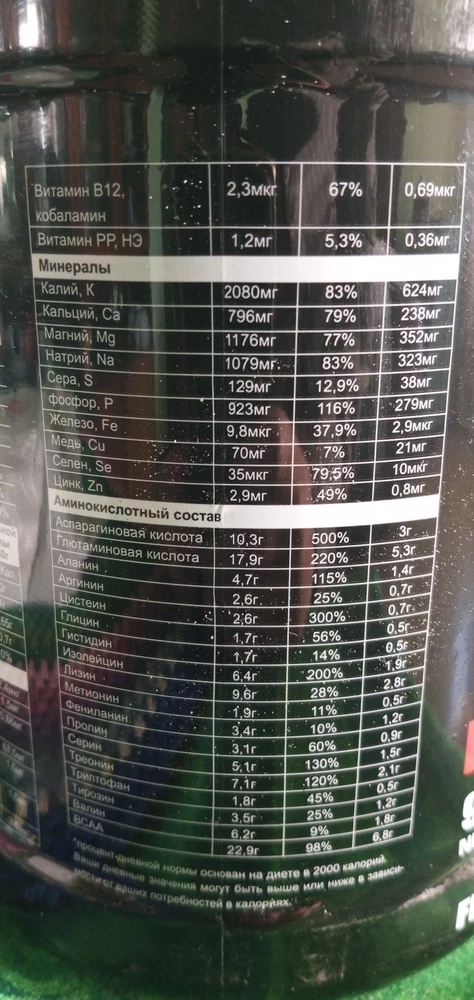 Витамин В12, 2,3мкг 67% 0,69мкг
кобаламин
Витамин РР, НЭ 1,2мг 5,3% 0,36мг
Минералы
Калий, К 2080мг 83% 624мг
Кальций, Са 796мг 79% 238мг
Магний, Mg 1176мг 77% 352мг
Натрий, Na 1079мг 83% 323мг
Сера, S 129мг 12,9% 38мг
фосфор, Р 923мг 116% 279мг
Железо, Fe 9,8мкг 37,9% 2,9мкг
Медь, Cu 70мг 7% 21мг
Селен, Se 35мкг 79,5% 10мкг
Цинк, Zn 2,9мг 49% 0,8мг
Аминокислотный состав
Аспарагиновая кислота 10,3г 500% 3г
Глютаминовая кислота 17,9г 220% 5,3г
Аланин 4,7г 115% 1,4г
Аргинин 2,6г 25% 0,7г
Цистеин 2,6г 300% 0,7г
Глицин 1,7г 56% 0,5г
Гистидин 1,7г 14% 0,5г
Изолейцин 6,4г 200% 1,9г
Лизин 9,6г 28% 2,8г
Метионин 1,9г 11% 0,5г
Фениланин 3,4г 10% 1,2г
Пролин 3,1г 60% 0,9г
Серин 5,1г 130% 1,5г
Треонин 7,1г 120% 2,1г
Триптофан 1,8г 45% 0,5г
Тирозин 3,5г 25% 1,2г
Валин 6,2г 9% 1,8г
ВСАА 22,9г 98% 6,8г
*процент дневной нормы основан на диете в 2000 калорий.
Ваши дневные значения могут быть выше или ниже в зависи-
мости от ваших потребностей в калориях.